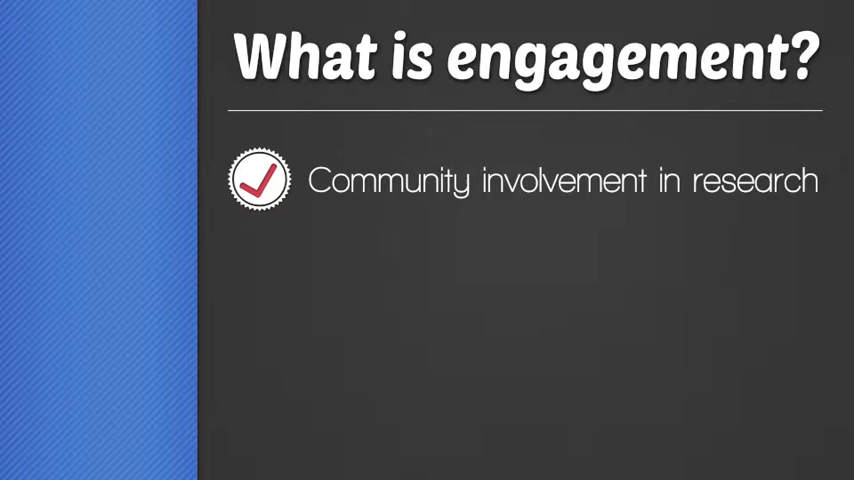 What is engagement?
Community involvement in research